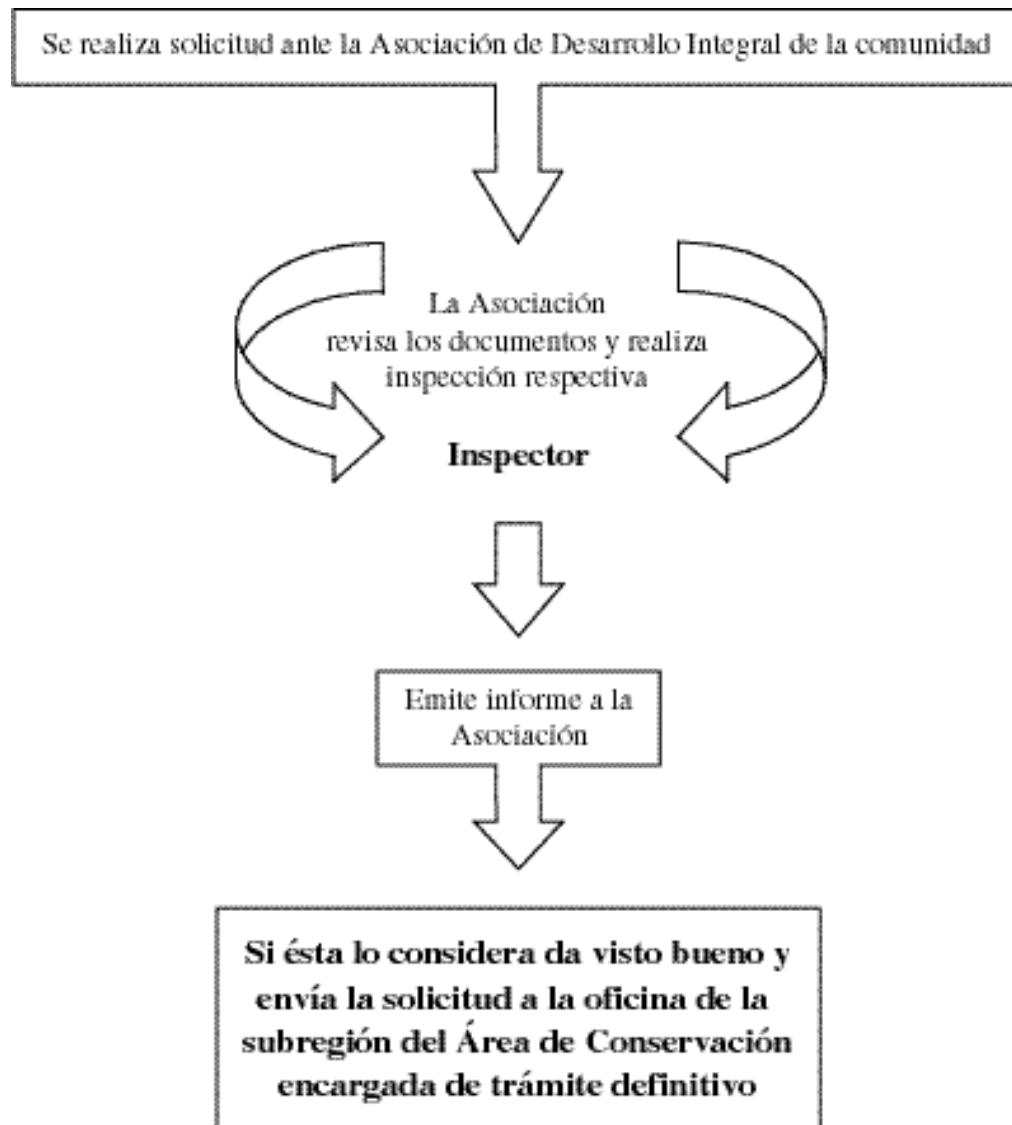 Se realiza solicitud ante la Asociación de Desarrollo Integral de la comunidad
La Asociación
revisa los documentos y realiza
inspección respectiva
Inspector
Emite informe a la
Asociación
Si ésta lo considera da visto bueno y
envía la solicitud a la oficina de la
subregión del Área de Conservación
encargada de trámite definitivo